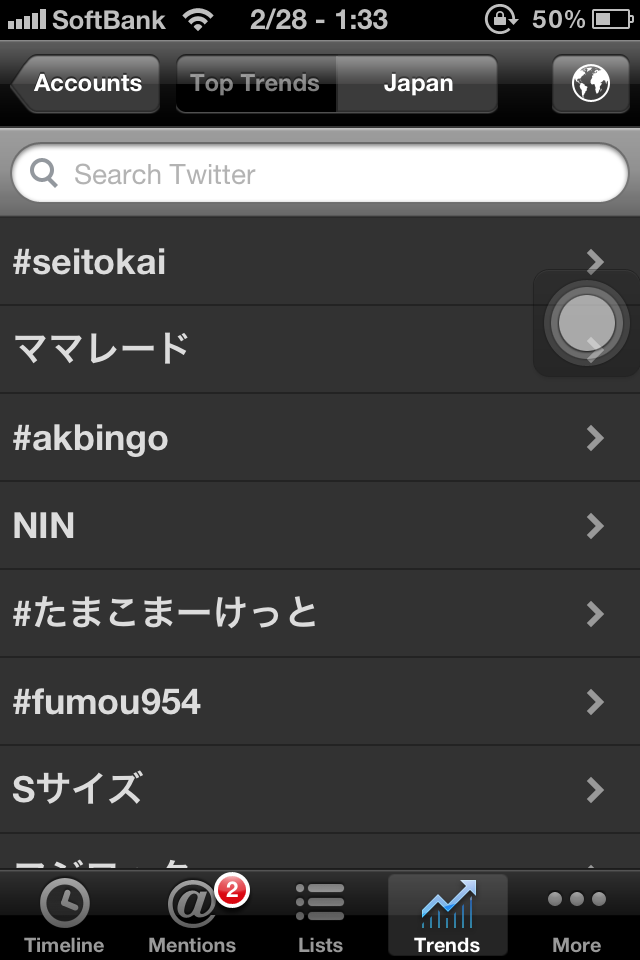 SoftBank 2/28 - 1:33 50%
Accounts Top Trends Japan
Search Twitter
#seitokai
ママレード
#akbingo
NIN
#たまこまーけっと
#fumou954
Sサイズ
2
Timeline Mentions Lists Trends More